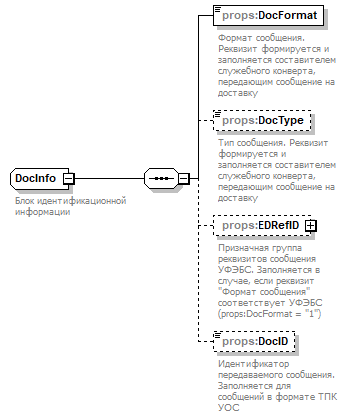 props:DocFormat
Формат сообщения.
Реквизит формируется и
заполняется составителем
служебного конверта,
передающим сообщение на
доставку
props:DocType
Тип сообщения. Реквизит
формируется и
заполняется составителем
служебного конверта,
передающим сообщение на
доставку
DocInfo
Блок идентификационной
информации
props:EDRefID
Призначная группа
реквизитов сообщения
УФЭБС. Заполняется в
случае, если реквизит
"Формат сообщения"
соответствует УФЭБС
(props:DocFormat = "1")
props:DocID
Идентификатор
передаваемого сообщения.
Заполняется для
сообщений в формате ТПК
УОС